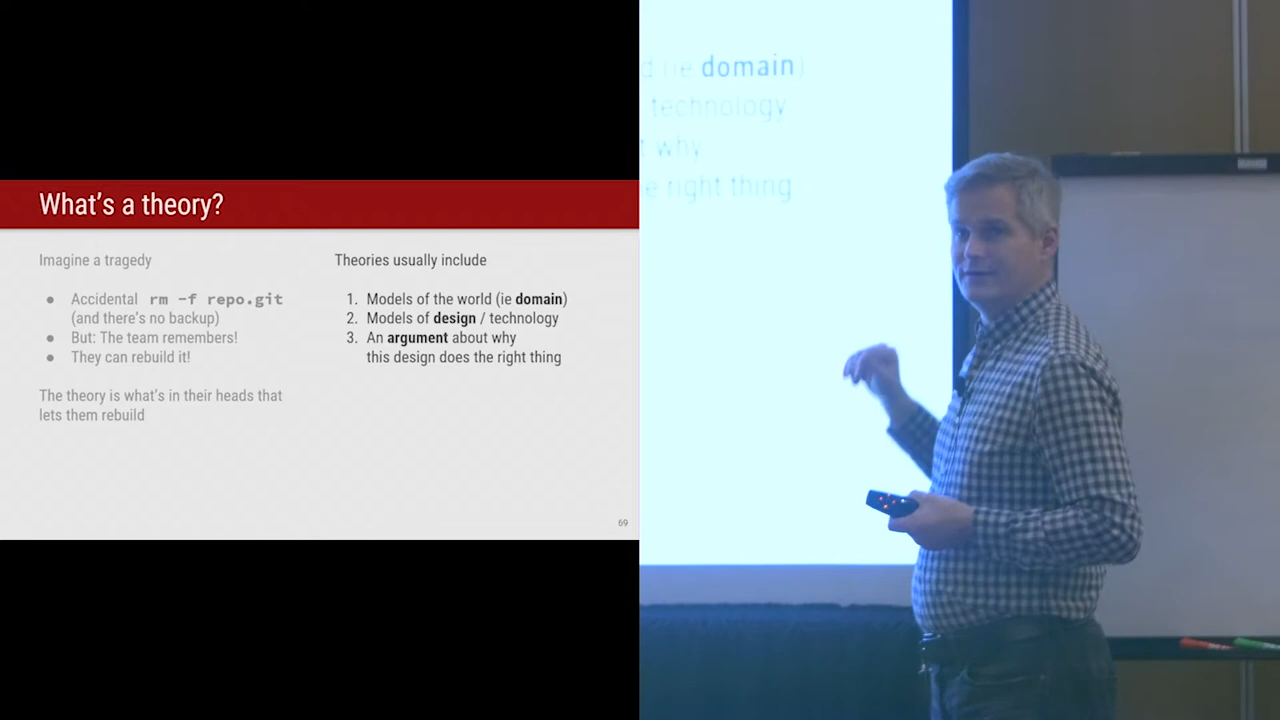 What's a theory?
Imagine a tragedy
● Accidental rm -f repo.git
(and there's no backup)
● But: The team remembers!
● They can rebuild it!
The theory is what's in their heads that
lets them rebuild
Theories usually include
1. Models of the world (ie domain)
2. Models of design / technology
3. An argument about why
this design does the right thing
69
domain)
technology
why
right thing